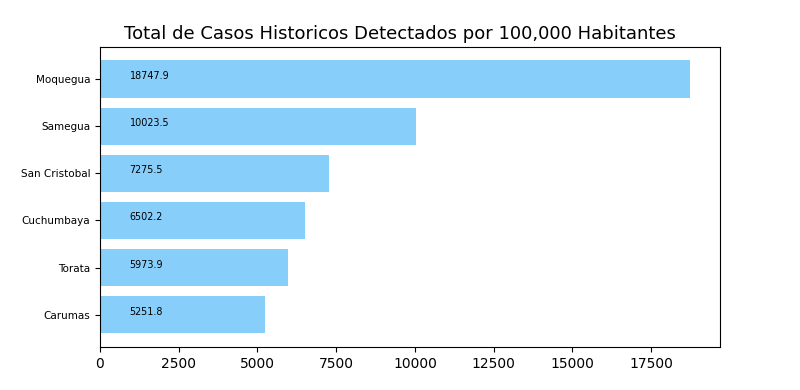 Total de Casos Historicos Detectados por 100,000 Habitantes
Moquegua 18747.9
Samegua 10023.5
San Cristobal 7275.5
Cuchumbaya 6502.2
Torata 5973.9
Carumas 5251.8
0 2500 5000 7500 10000 12500 15000 17500